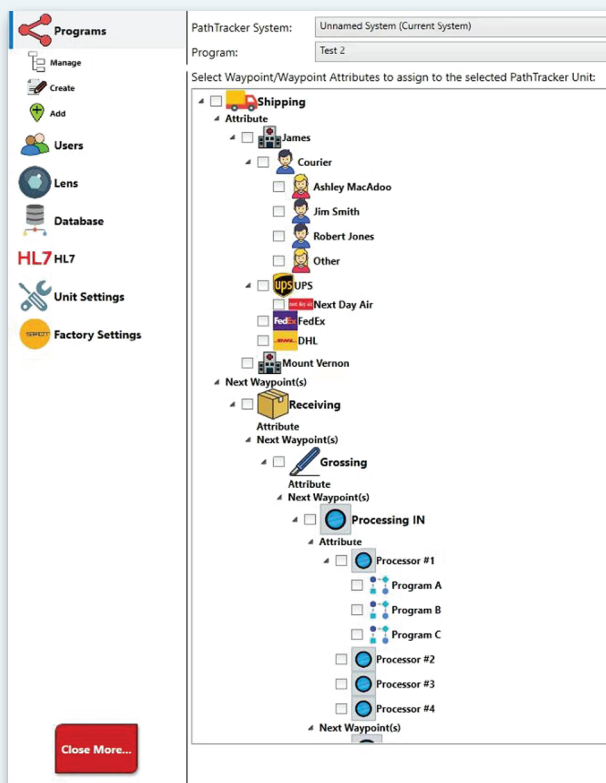 Programs
Manage
Create
Add
Users
Lens
Database
HL7 HL7
Unit Settings
SPOT Factory Settings
Close More...
PathTracker System: Unnamed System (Current System)
Program: Test 2
Select Waypoint/Waypoint Attributes to assign to the selected PathTracker Unit:
Shipping
Attribute
James
Courier
Ashley MacAdoo
Jim Smith
Robert Jones
Other
ups UPS
Next Day Air
FedEx FedEx
DHL
Mount Vernon
Next Waypoint(s)
Receiving
Attribute
Next Waypoint(s)
Grossing
Attribute
Next Waypoint(s)
Processing IN
Attribute
Processor #1
Program A
Program B
Program C
Processor #2
Processor #3
Processor #4
Next Waypoint(s)